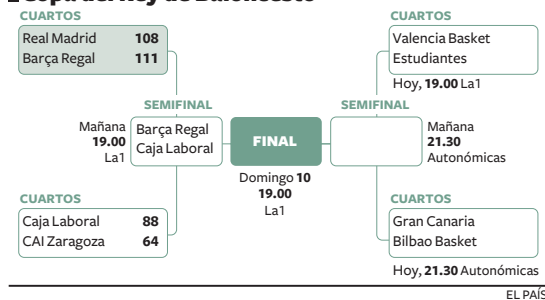 Copa del Rey de Baloncesto
CUARTOS
Real Madrid 108
Barça Regal 111
CUARTOS
Valencia Basket
Estudiantes
Hoy, 19.00 La1
SEMIFINAL
Mañana
19.00
La1
Barça Regal
Caja Laboral
FINAL
Domingo 10
19.00
La1
SEMIFINAL
Mañana
21.30
Autonómicas
CUARTOS
Caja Laboral 88
CAI Zaragoza 64
CUARTOS
Gran Canaria
Bilbao Basket
Hoy, 21.30 Autonómicas
EL PAÍS